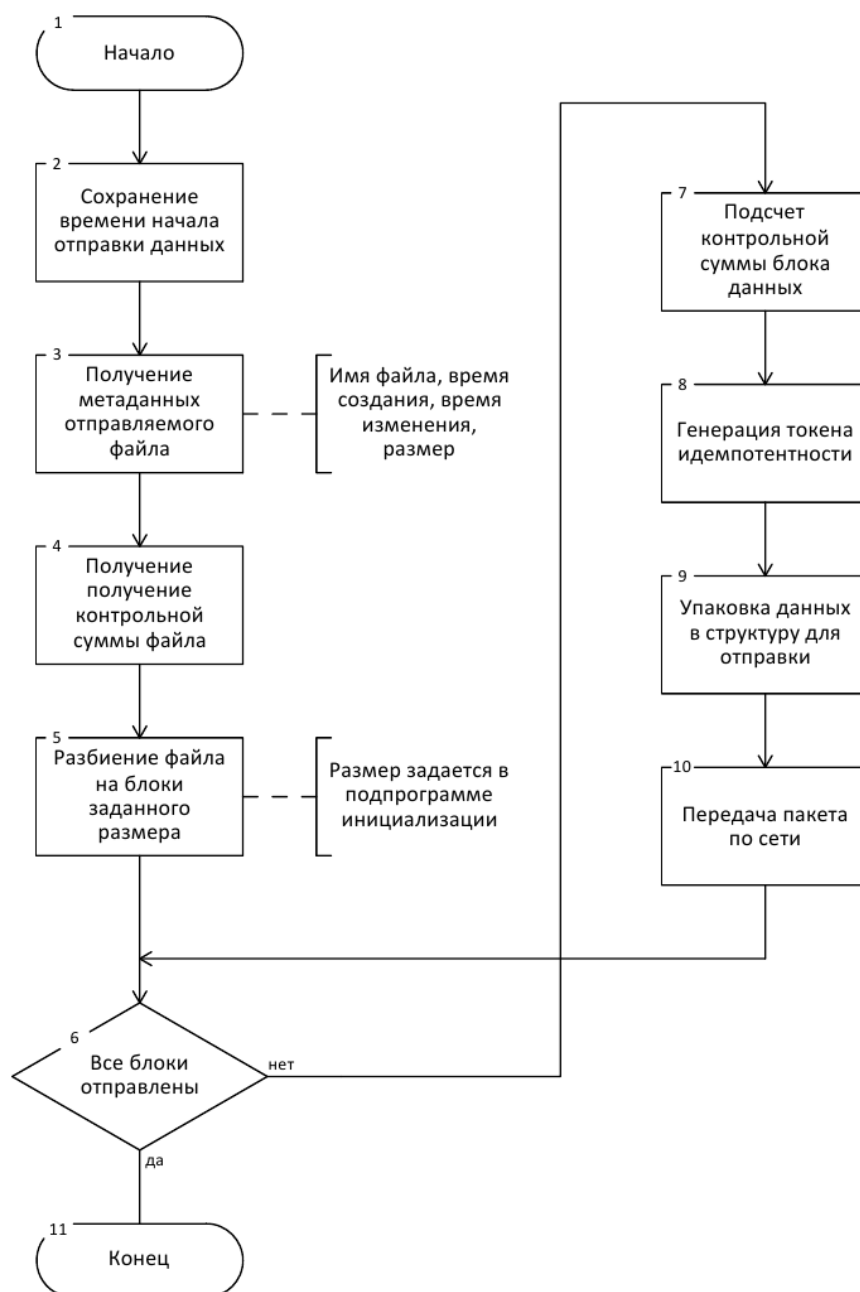 1
Начало
2
Сохранение
времени начала
отправки данных
3
Получение
метаданных
отправляемого
файла
Имя файла, время
создания, время
изменения,
размер
4
Получение
получение
контрольной
суммы файла
5
Разбиение файла
на блоки
заданного
размера
Размер задается в
подпрограмме
инициализации
6
Все блоки
отправлены
нет
да
7
Подсчет
контрольной
суммы блока
данных
8
Генерация токена
идемпотентности
9
Упаковка данных
в структуру для
отправки
10
Передача пакета
по сети
11
Конец